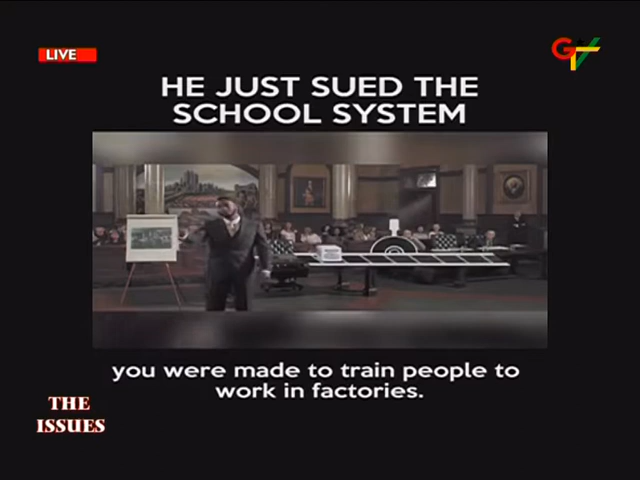 LIVE
GTV
HE JUST SUED THE
SCHOOL SYSTEM
you were made to train people to
work in factories.
THE
ISSUES